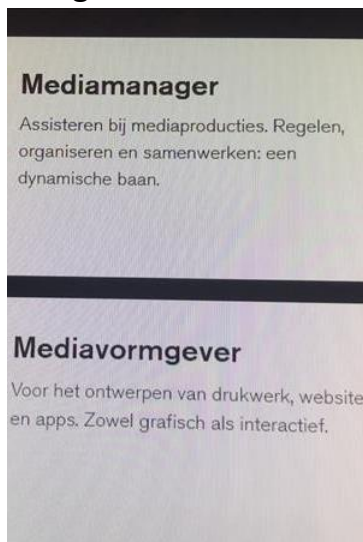 Mediamanager
Assisteren bij mediaproducties. Regelen,
organiseren en samenwerken: een
dynamische baan.
Mediavormgever
Voor het ontwerpen van drukwerk, website
en apps. Zowel grafisch als interactief.